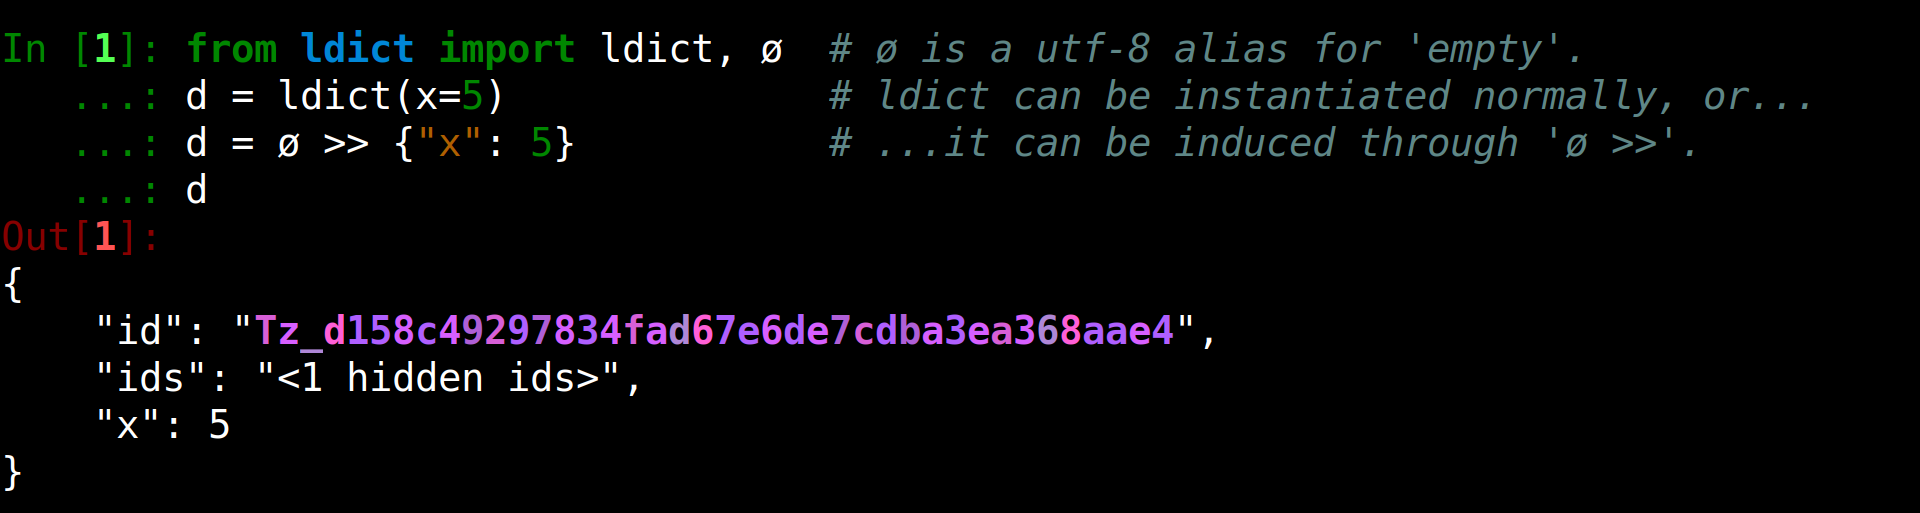 In [1]: from ldict import ldict, ø  # ø is a utf-8 alias for 'empty'.
   ...: d = ldict(x=5)              # ldict can be instantiated normally, or...
   ...: d = ø >> {"x": 5}           # ...it can be induced through 'ø >>'.
   ...: d
Out[1]:
{
    "id": "Tz_d158c49297834fad67e6de7cdba3ea368aae4",
    "ids": "<1 hidden ids>",
    "x": 5
}